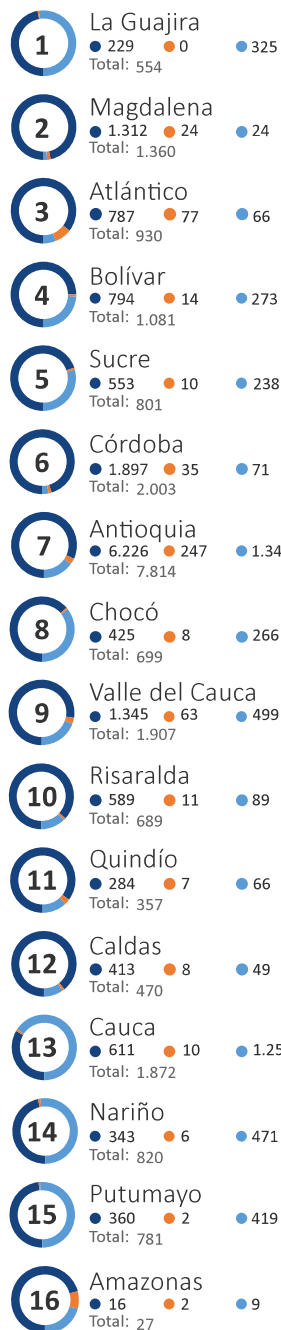 1
La Guajira
229 0 325
Total: 554
2
Magdalena
1.312 24 24
Total: 1.360
3
Atlántico
787 77 66
Total: 930
4
Bolívar
794 14 273
Total: 1.081
5
Sucre
553 10 238
Total: 801
6
Córdoba
1.897 35 71
Total: 2.003
7
Antioquia
6.226 247 1.34
Total: 7.814
8
Chocó
425 8 266
Total: 699
9
Valle del Cauca
1.345 63 499
Total: 1.907
10
Risaralda
589 11 89
Total: 689
11
Quindío
284 7 66
Total: 357
12
Caldas
413 8 49
Total: 470
13
Cauca
611 10 1.25
Total: 1.872
14
Nariño
343 6 471
Total: 820
15
Putumayo
360 2 419
Total: 781
16
Amazonas
16 2 9
Total: 27